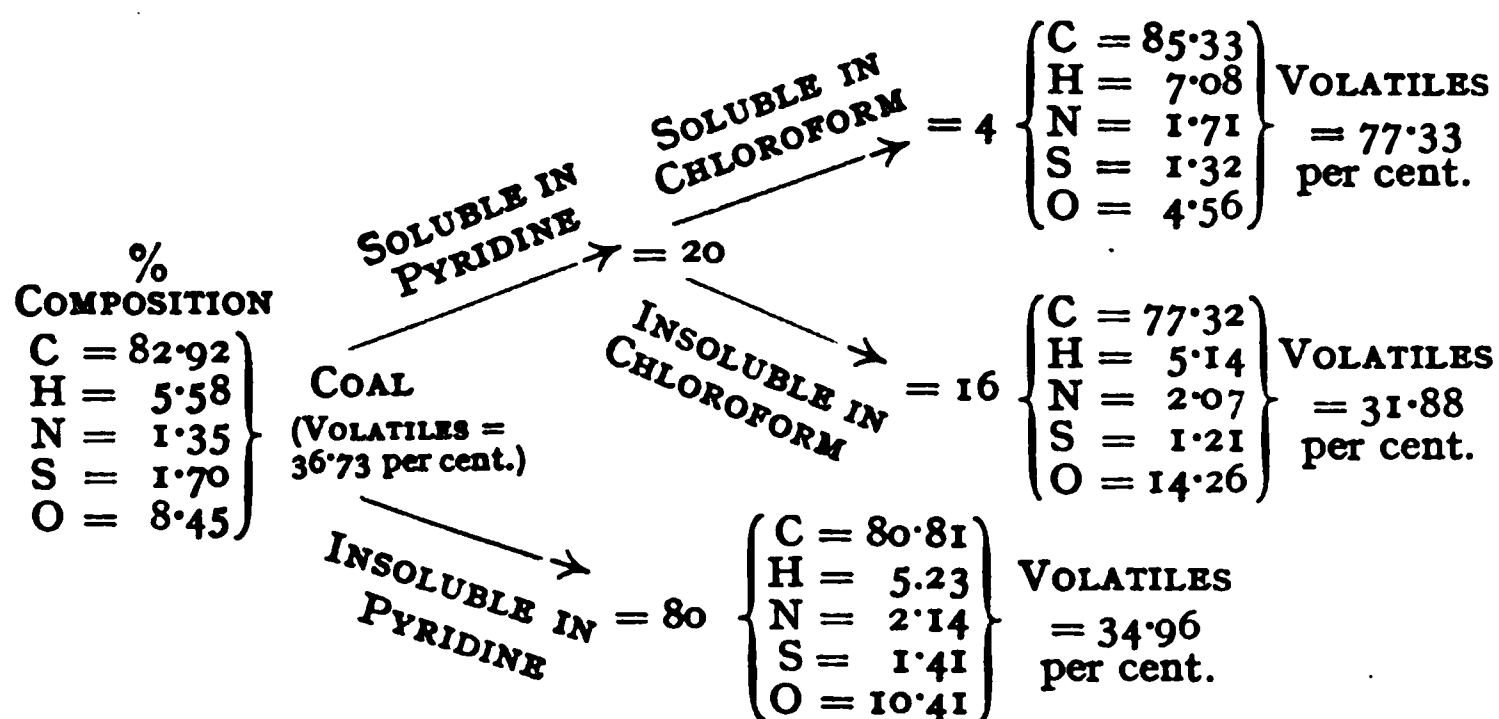 %
COMPOSITION
C = 82·92
H = 5·58
N = 1·35
S = 1·70
O = 8·45
COAL
(VOLATILES =
36·73 per cent.)
SOLUBLE IN
PYRIDINE
= 20
SOLUBLE IN
CHLOROFORM
= 4
C = 85·33
H = 7·08
N = 1·71
S = 1·32
O = 4·56
VOLATILES
= 77·33
per cent.
INSOLUBLE IN
CHLOROFORM
= 16
C = 77·32
H = 5·14
N = 2·07
S = 1·21
O = 14·26
VOLATILES
= 31·88
per cent.
INSOLUBLE IN
PYRIDINE
= 80
C = 80·81
H = 5.23
N = 2·14
S = 1·41
O = 10·41
VOLATILES
= 34·96
per cent.